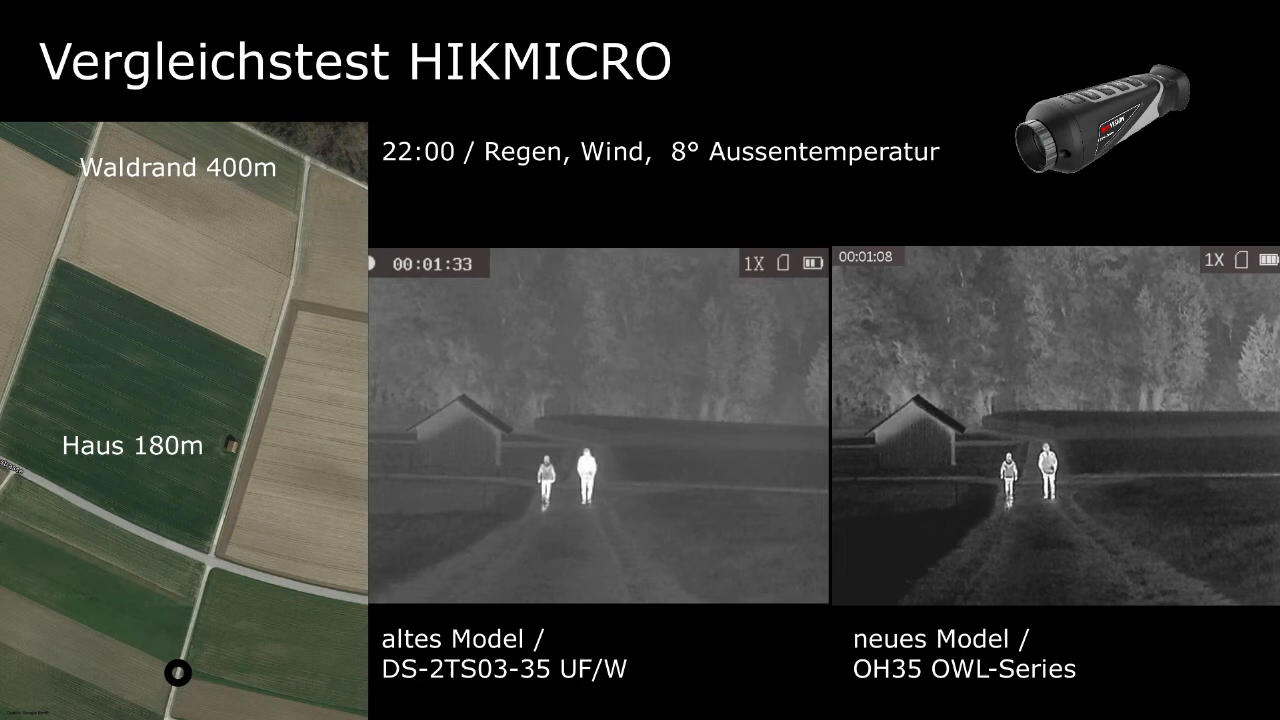 Vergleichstest HIKMICRO
Waldrand 400m
22:00 / Regen, Wind, 8° Aussentemperatur
00:01:33
1X
00:01:08
1X
Haus 180m
altes Model /
DS-2TS03-35 UF/W
neues Model /
OH35 OWL-Series